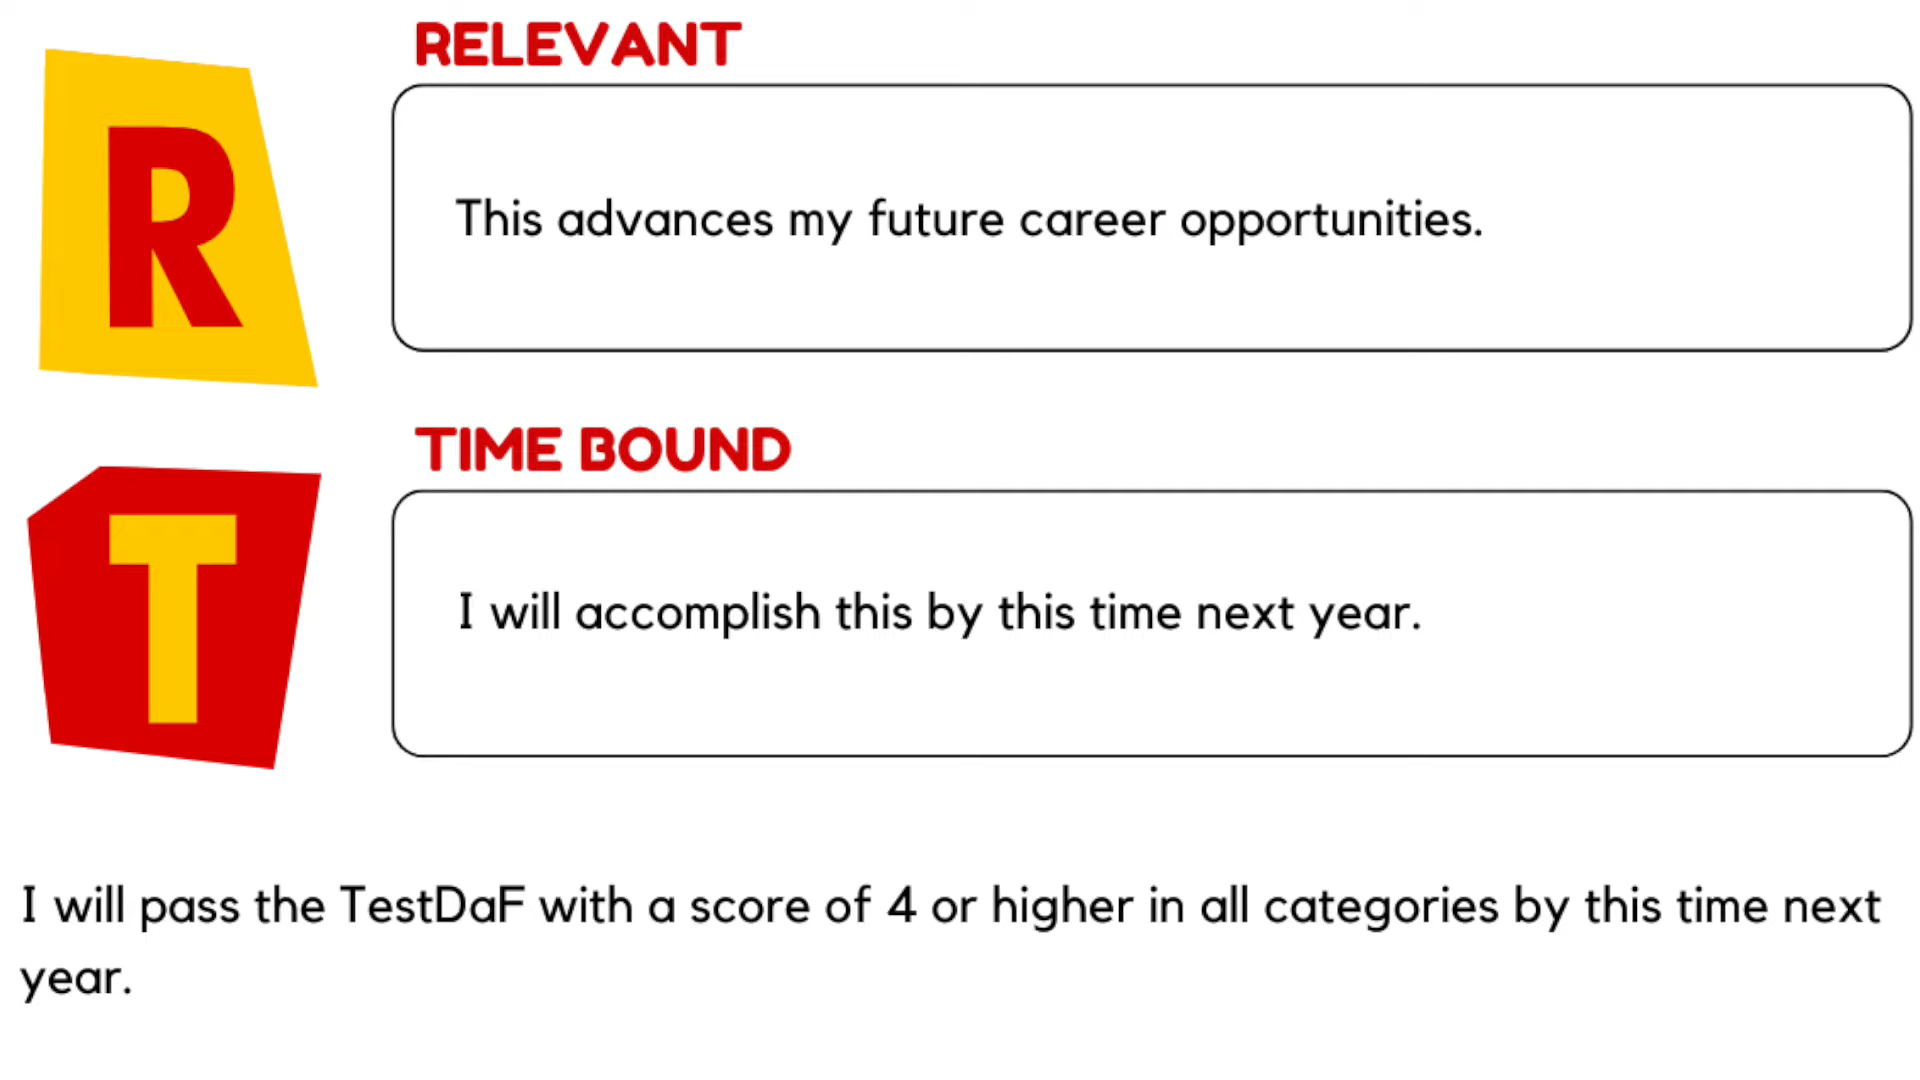 RELEVANT
R
This advances my future career opportunities.
TIME BOUND
T
I will accomplish this by this time next year.
I will pass the TestDaF with a score of 4 or higher in all categories by this time next
year.